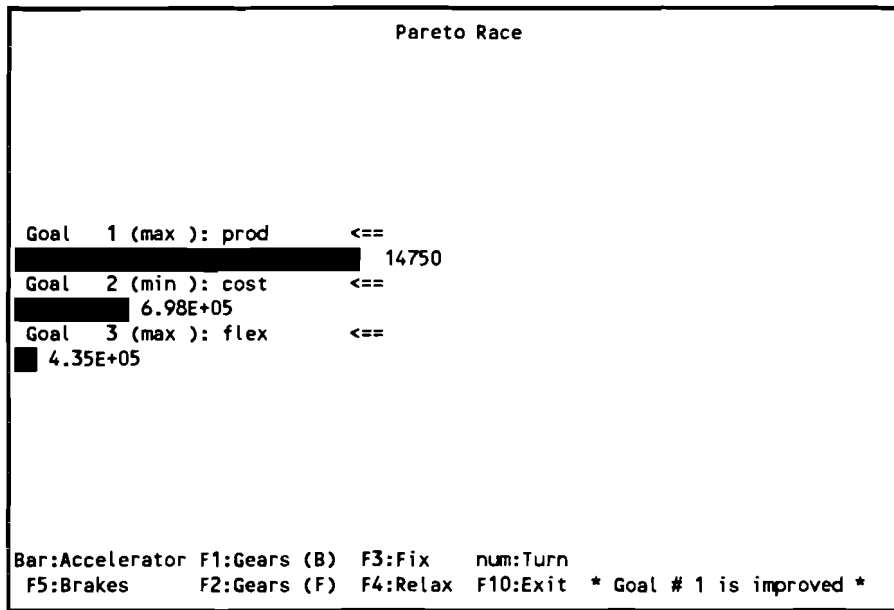 Pareto Race
Goal 1 (max ): prod <==
14750
Goal 2 (min ): cost <==
6.98E+05
Goal 3 (max ): flex <==
4.35E+05
Bar:Accelerator F1:Gears (B) F3:Fix num:Turn
F5:Brakes F2:Gears (F) F4:Relax F10:Exit * Goal # 1 is improved *